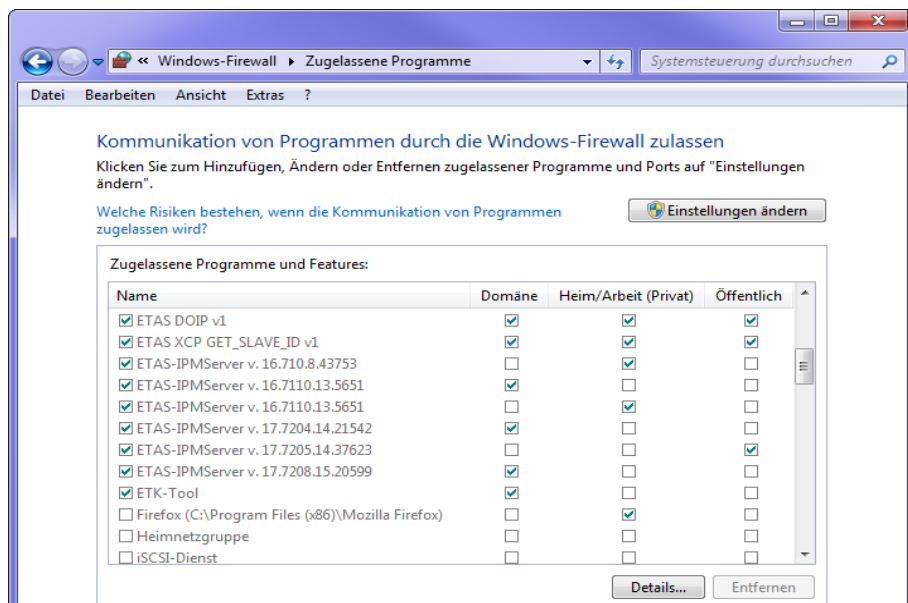 « Windows-Firewall Zugelassene Programme Systemsteuerung durchsuchen
Datei Bearbeiten Ansicht Extras ?
Kommunikation von Programmen durch die Windows-Firewall zulassen
Klicken Sie zum Hinzufügen, Ändern oder Entfernen zugelassener Programme und Ports auf "Einstellungen
ändern".
Welche Risiken bestehen, wenn die Kommunikation von Programmen
zugelassen wird?
Einstellungen ändern
Zugelassene Programme und Features:
Name Domäne Heim/Arbeit (Privat) Öffentlich
ETAS DOIP v1
ETAS XCP GET_SLAVE_ID v1
ETAS-IPMServer v. 16.710.8.43753
ETAS-IPMServer v. 16.7110.13.5651
ETAS-IPMServer v. 16.7110.13.5651
ETAS-IPMServer v. 17.7204.14.21542
ETAS-IPMServer v. 17.7205.14.37623
ETAS-IPMServer v. 17.7208.15.20599
ETK-Tool
Firefox (C:\Program Files (x86)\Mozilla Firefox)
Heimnetzgruppe
iSCSI-Dienst
Details... Entfernen